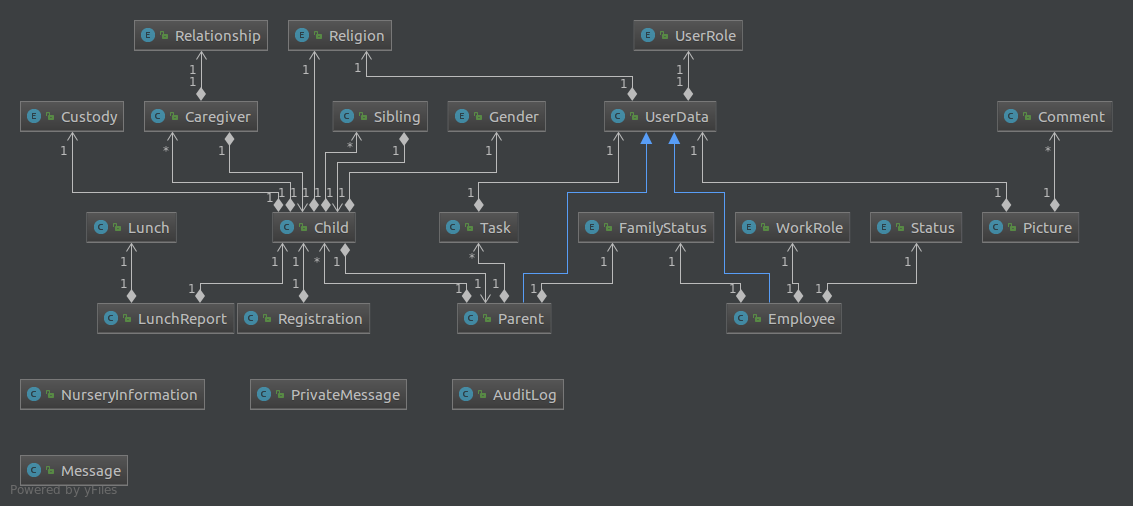 E Relationship E Religion E UserRole
1 1 1 1
1 1 1
E Custody C Caregiver C Sibling E Gender C UserData C Comment
1 * 1 * 1 1 1 1 *
1 1 1 1 1 1 1 1 1 1
C Lunch C Child C Task E FamilyStatus E WorkRole E Status C Picture
1 1 1 * 1 * 1 1 1 1
1 1 1 1 1 1 1 1 1 1
C LunchReport C Registration C Parent C Employee
C NurseryInformation C PrivateMessage C AuditLog
C Message
Powered by yFiles